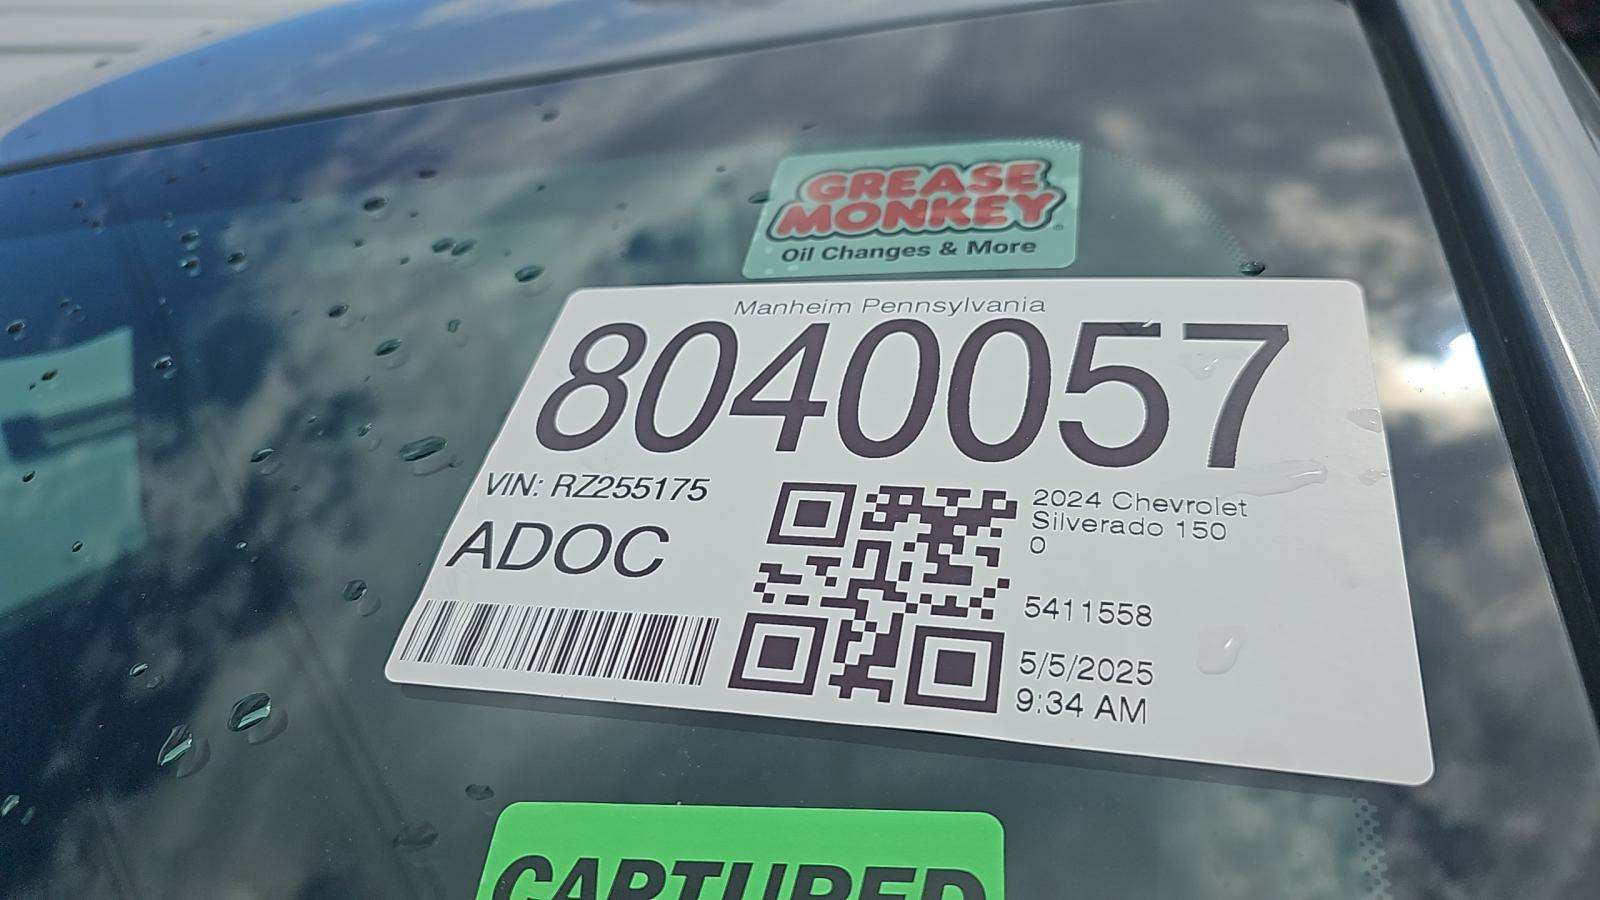 GREASE
MONKEY
Oil Changes & More
Manheim Pennsylvania
8040057
VIN: RZ255175
ADOC
2024 Chevrolet
Silverado 150
0
5411558
5/5/2025
9:34 AM
CAPTURED